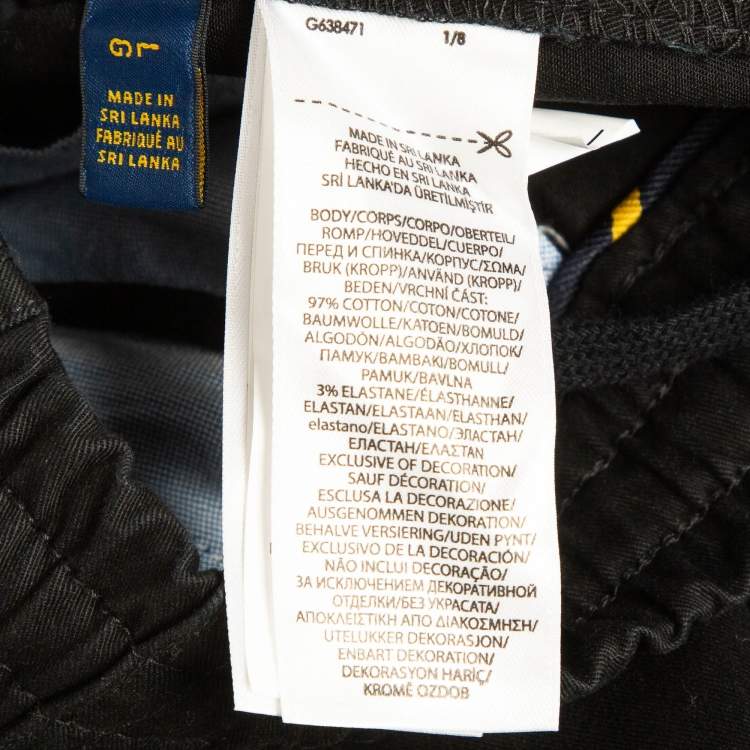 G638471
1/8
MADE IN
SRI LANKA
FABRIQUÉ AU
SRI LANKA
MADE IN SRI LANKA
FABRIQUÉ AU SRI LANKA
HECHO EN SRI LANKA
SRİ LANKA'DA ÜRETİLMİŞTİR
BODY/CORPS/CORPO/OBERTEIL/
ROMP/HOVEDDEL/CUERPO/
ПЕРЕД И СПИНКА/КОРПУС/ΣΩΜΑ/
BRUK (KROPP)/ANVÄND (KROPP)/
BEDEN/VRCHNÍ ČÁST:
97% COTTON/COTON/COTONE/
BAUMWOLLE/KATOEN/BOMULD/
ALGODÓN/ALGODÃO/ХЛОПОК/
ПАМУК/BAMBAKI/BOMULL/
PAMUK/BAVLNA
3% ELASTANE/ÉLASTHANNE/
ELASTAN/ELASTAAN/ELASTHAN/
elastano/ELASTANO/ЭЛАСТАН/
ЕЛАСТАН/ΕΛΑΣΤΑΝ
EXCLUSIVE OF DECORATION/
SAUF DÉCORATION/
ESCLUSA LA DECORAZIONE/
AUSGENOMMEN DEKORATION/
BEHALVE VERSIERING/UDEN PYNT/
EXCLUSIVO DE LA DECORACIÓN/
NÃO INCLUI DECORAÇÃO/
ЗА ИСКЛЮЧЕНИЕМ ДЕКОРАТИВНОЙ
ОТДЕЛКИ/БЕЗ УКРАСАТА/
ΑΠΟΚΛΕΙΣΤΙΚΗ ΑΠΟ ΔΙΑΚΟΣΜΗΣΗ/
UTELUKKER DEKORASJON/
ENBART DEKORATION/
DEKORASYON HARİÇ/
KROMĚ OZDOB